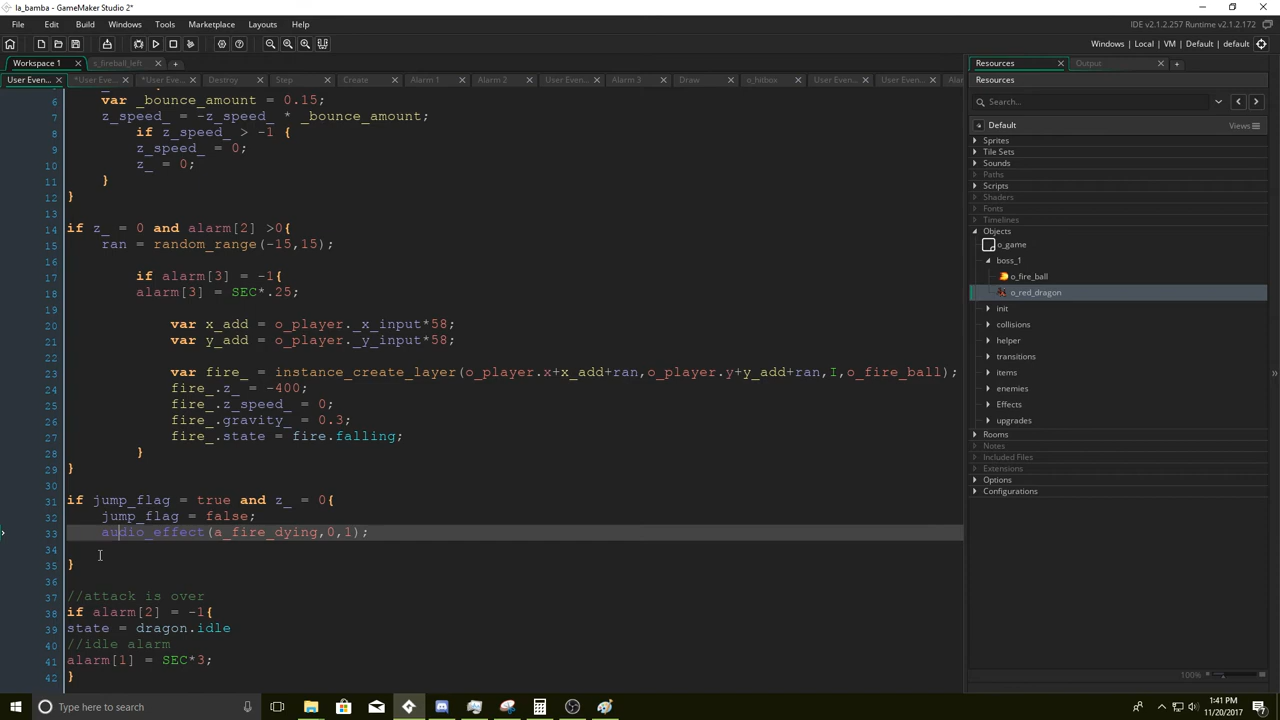 la_bamba - GameMaker Studio 2*
File Edit Build Windows Tools Marketplace Layouts Help
IDE v2.1.2.257 Runtime v2.1.2.172
Windows | Local | VM | Default | default
Workspace 1 s_fireball_left
User Even... *User Eve... *User Eve... Destroy Step Create Alarm 1 Alarm 2 User Even... Alarm 3 Draw o_hitbox User Even... User Even...
6 var _bounce_amount = 0.15;
7 z_speed_ = -z_speed_ * _bounce_amount;
8 if z_speed_ > -1 {
9 z_speed_ = 0;
10 z_ = 0;
11 }
12 }
13
14 if z_ = 0 and alarm[2] >0{
15 ran = random_range(-15,15);
16
17 if alarm[3] = -1{
18 alarm[3] = SEC*.25;
19
20 var x_add = o_player._x_input*58;
21 var y_add = o_player._y_input*58;
22
23 var fire_ = instance_create_layer(o_player.x+x_add+ran,o_player.y+y_add+ran,I,o_fire_ball);
24 fire_.z_ = -400;
25 fire_.z_speed_ = 0;
26 fire_.gravity_ = 0.3;
27 fire_.state = fire.falling;
28 }
29 }
30
31 if jump_flag = true and z_ = 0{
32 jump_flag = false;
33 audio_effect(a_fire_dying,0,1);
34
35 }
36
37 //attack is over
38 if alarm[2] = -1{
39 state = dragon.idle
40 //idle alarm
41 alarm[1] = SEC*3;
42 }
Resources Output
Resources
Search...
Default Views
Sprites
Tile Sets
Sounds
Paths
Scripts
Shaders
Fonts
Timelines
Objects
o_game
boss_1
o_fire_ball
o_red_dragon
init
collisions
helper
transitions
items
enemies
Effects
upgrades
Rooms
Notes
Included Files
Extensions
Options
Configurations
100%
Type here to search
1:41 PM
11/20/2017